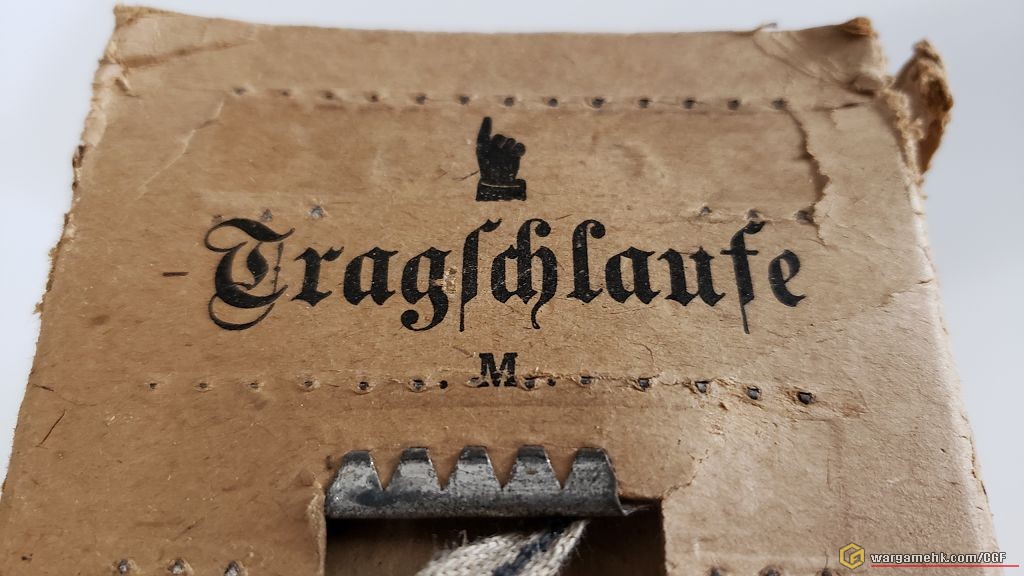 Tragſchlaufe
. M. .
wargamehk.com/CGF